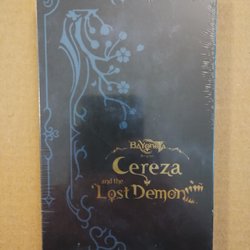 BAYONETTA
Cereza
and the
Lost Demon